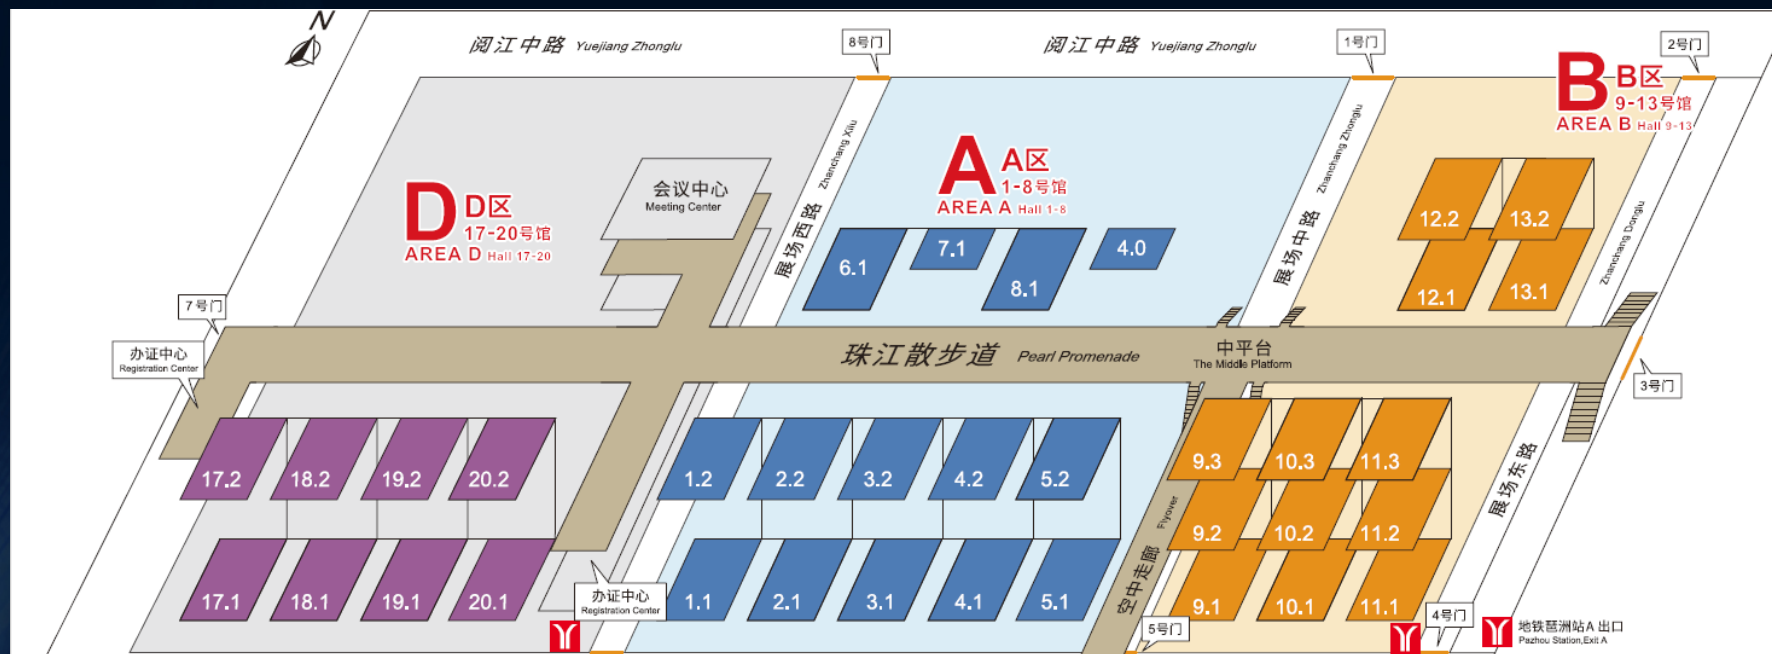 N
阅江中路 Yuejiang Zhonglu
8号门
阅江中路 Yuejiang Zhonglu
1号门
2号门
B
B区
9-13号馆
AREA B Hall 9-13
A
A区
1-8号馆
AREA A Hall 1-8
D
D区
17-20号馆
AREA D Hall 17-20
会议中心
Meeting Center
展场西路 Zhanchang Xilu
展场中路 Zhanchang Zhonglu
Zhanchang Donglu
12.2
13.2
12.1
13.1
6.1
7.1
8.1
4.0
7号门
办证中心
Registration Center
珠江散步道 Pearl Promenade
中平台
The Middle Platform
3号门
17.2
18.2
19.2
20.2
1.2
2.2
3.2
4.2
5.2
9.3
10.3
11.3
展场东路
9.2
10.2
11.2
空中走廊 Flyover
17.1
18.1
19.1
20.1
办证中心
Registration Center
1.1
2.1
3.1
4.1
5.1
9.1
10.1
11.1
5号门
4号门
地铁琶洲站A 出口
Pazhou Station,Exit A